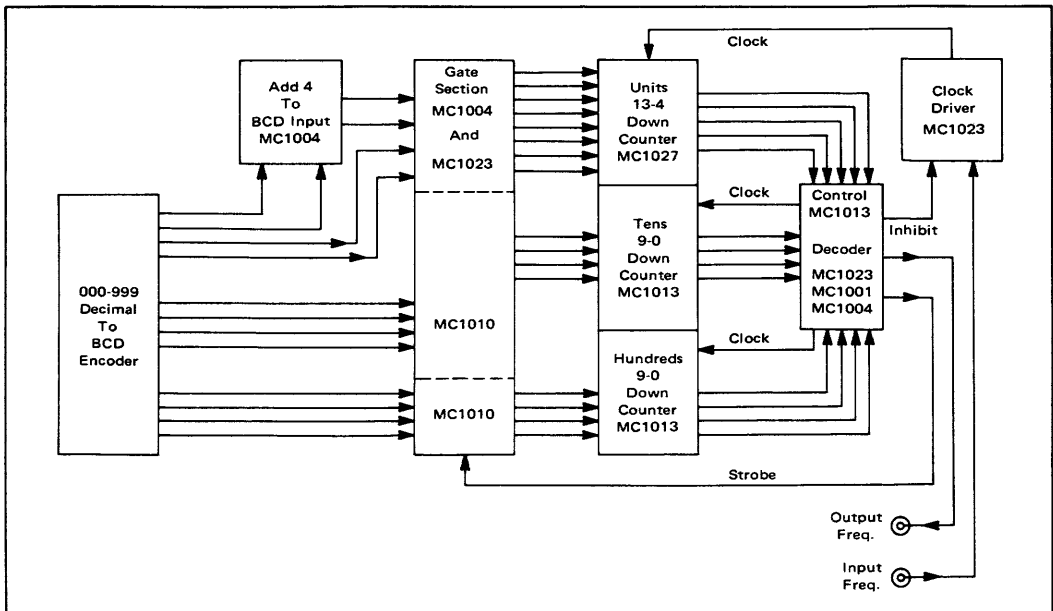 Clock
Add 4
To
BCD Input
MC1004
Gate
Section
MC1004
And
MC1023
Units
13-4
Down
Counter
MC1027
Clock
Driver
MC1023
000-999
Decimal
To
BCD
Encoder
MC1010
Clock
Tens
9-0
Down
Counter
MC1013
Control
MC1013
Decoder
MC1023
MC1001
MC1004
Inhibit
MC1010
Clock
Hundreds
9-0
Down
Counter
MC1013
Strobe
Output
Freq.
Input
Freq.